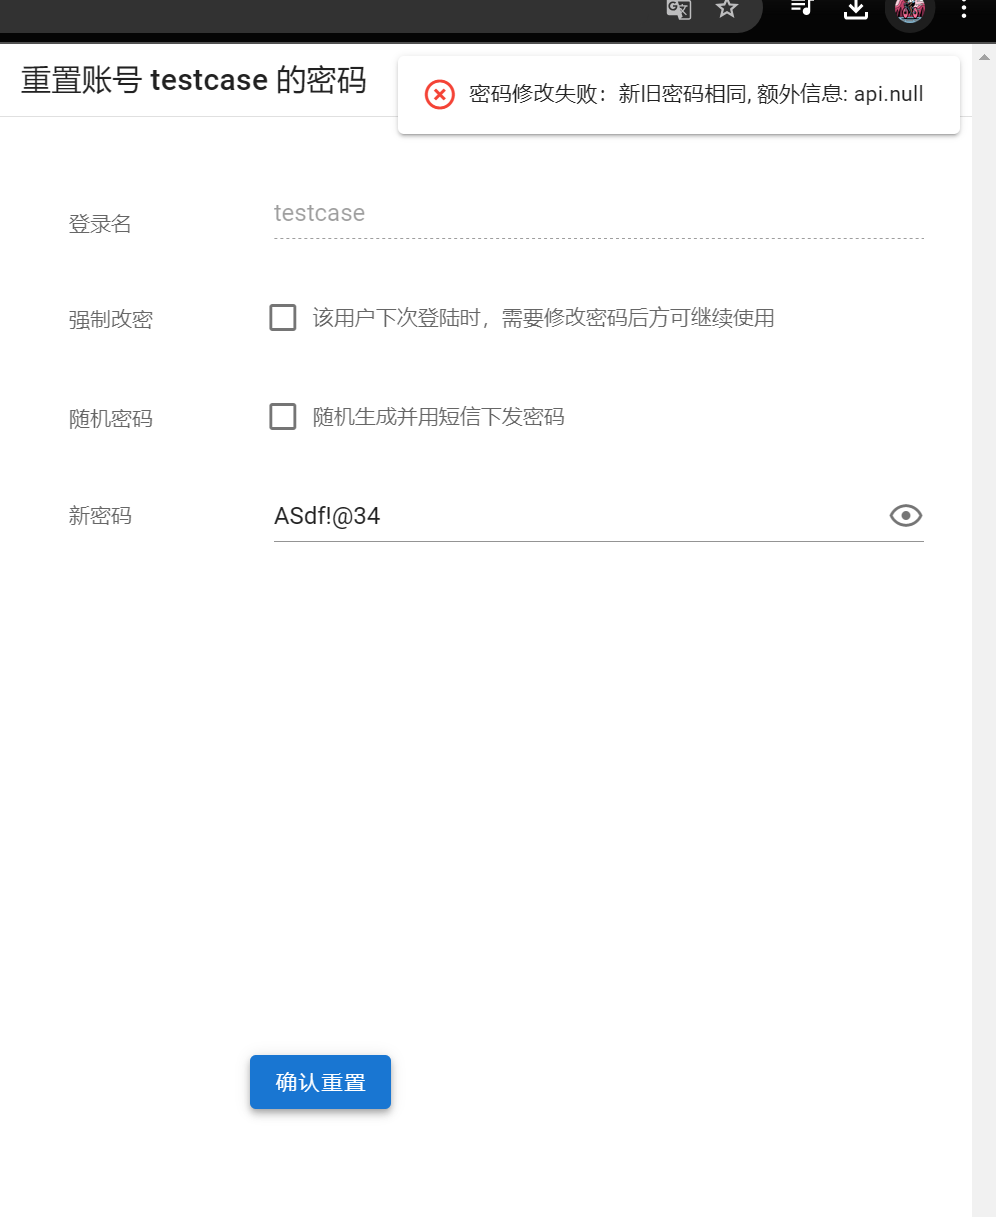 重置账号 testcase 的密码
密码修改失败：新旧密码相同, 额外信息: api.null
登录名
testcase
强制改密
该用户下次登陆时，需要修改密码后方可继续使用
随机密码
随机生成并用短信下发密码
新密码
ASdf!@34
确认重置